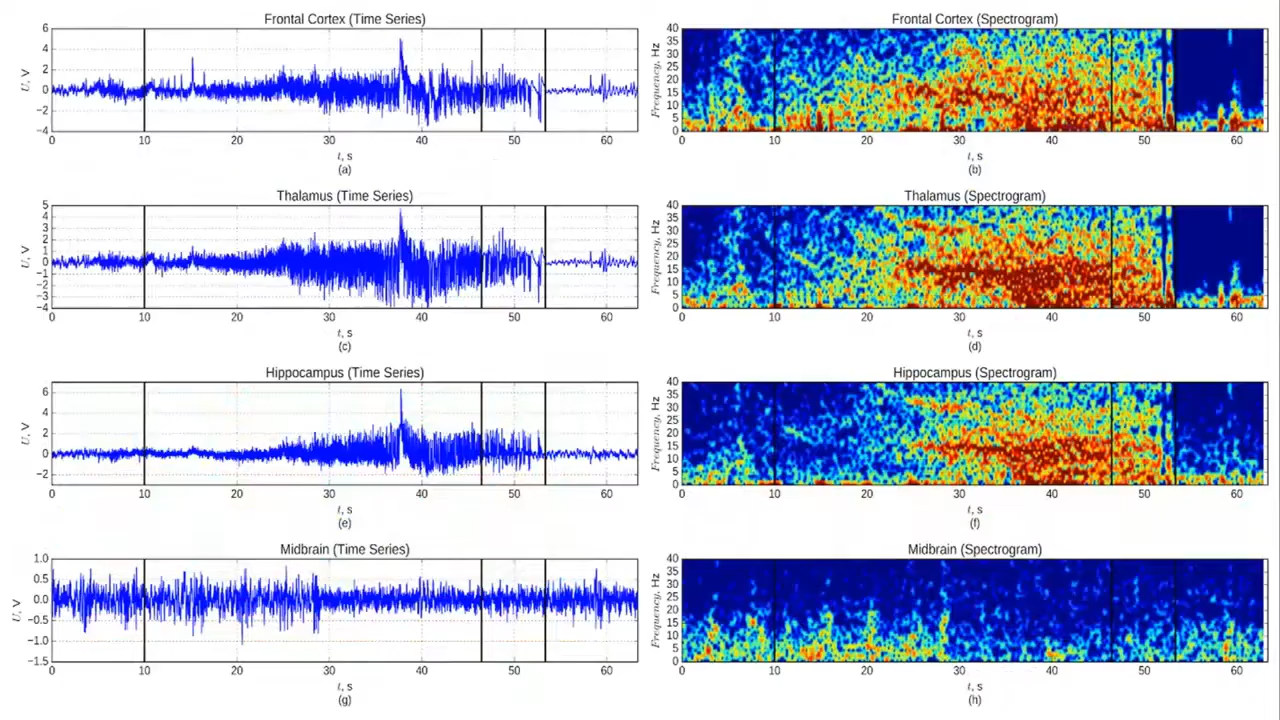 Frontal Cortex (Time Series)
U, V
6
4
2
0
−2
−4
0 10 20 30 40 50 60
t, s
(a)
Frontal Cortex (Spectrogram)
Frequency, Hz
40
35
30
25
20
15
10
5
0
0 10 20 30 40 50 60
t, s
(b)
Thalamus (Time Series)
U, V
5
4
3
2
1
0
−1
−2
−3
−4
0 10 20 30 40 50 60
t, s
(c)
Thalamus (Spectrogram)
Frequency, Hz
40
35
30
25
20
15
10
5
0
0 10 20 30 40 50 60
t, s
(d)
Hippocampus (Time Series)
U, V
6
4
2
0
−2
0 10 20 30 40 50 60
t, s
(e)
Hippocampus (Spectrogram)
Frequency, Hz
40
35
30
25
20
15
10
5
0
0 10 20 30 40 50 60
t, s
(f)
Midbrain (Time Series)
U, V
1.0
0.5
0.0
−0.5
−1.0
−1.5
0 10 20 30 40 50 60
t, s
(g)
Midbrain (Spectrogram)
Frequency, Hz
40
35
30
25
20
15
10
5
0
0 10 20 30 40 50 60
t, s
(h)